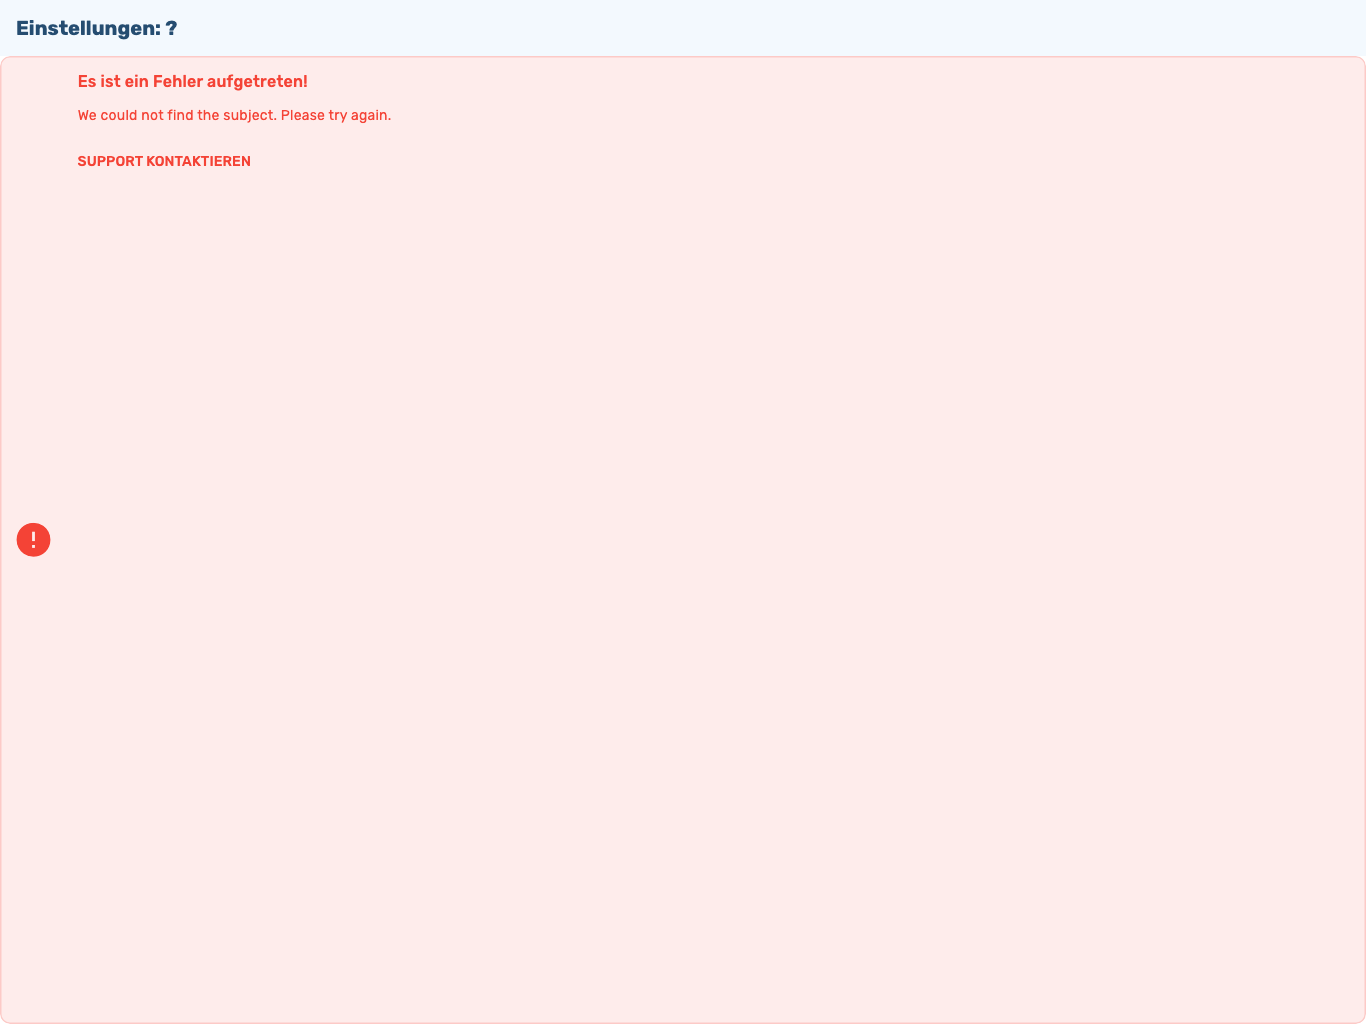 Einstellungen: ?
Es ist ein Fehler aufgetreten!
We could not find the subject. Please try again.
SUPPORT KONTAKTIEREN